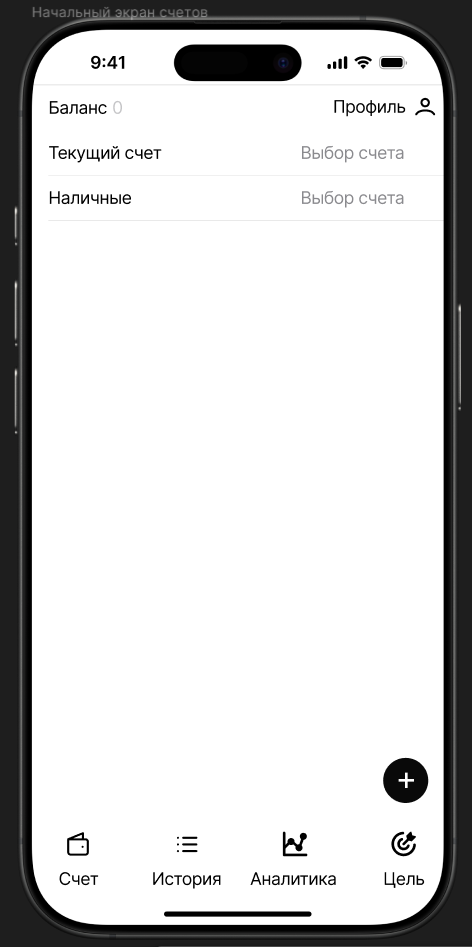 Начальный экран счетов
9:41
Баланс 0 Профиль
Текущий счет Выбор счета
Наличные Выбор счета
Счет История Аналитика Цель